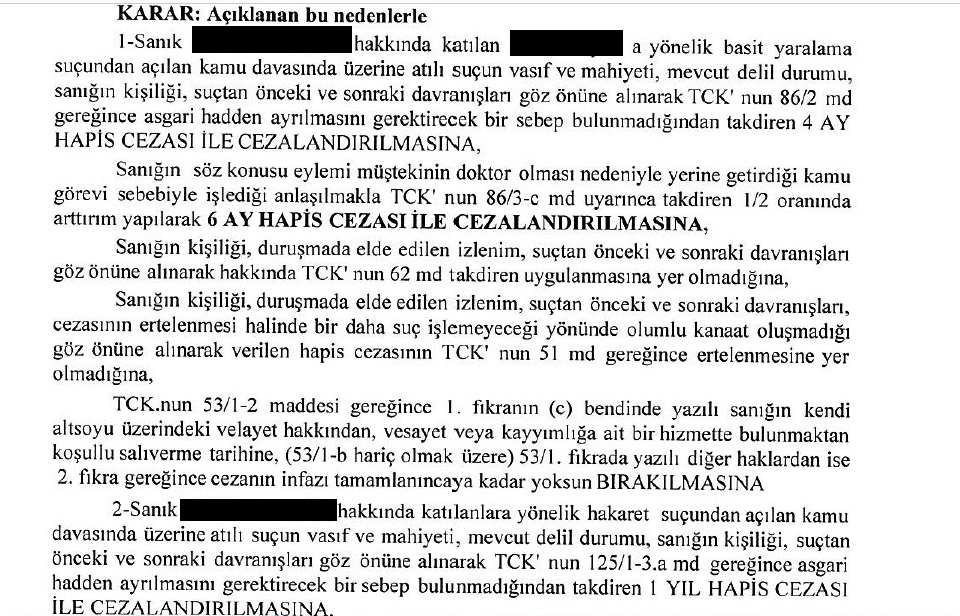 KARAR: Açıklanan bu nedenlerle
1-Sanık hakkında katılan a yönelik basit yaralama
suçundan açılan kamu davasında üzerine atılı suçun vasıf ve mahiyeti, mevcut delil durumu,
sanığın kişiliği, suçtan önceki ve sonraki davranışları göz önüne alınarak TCK' nun 86/2 md
gereğince asgari hadden ayrılmasını gerektirecek bir sebep bulunmadığından takdiren 4 AY
HAPİS CEZASI İLE CEZALANDIRILMASINA,
Sanığın söz konusu eylemi müştekinin doktor olması nedeniyle yerine getirdiği kamu
görevi sebebiyle işlediği anlaşılmakla TCK' nun 86/3-c md uyarınca takdiren 1/2 oranında
arttırım yapılarak 6 AY HAPİS CEZASI İLE CEZALANDIRILMASINA,
Sanığın kişiliği, duruşmada elde edilen izlenim, suçtan önceki ve sonraki davranışları
göz önüne alınarak hakkında TCK' nun 62 md takdiren uygulanmasına yer olmadığına,
Sanığın kişiliği, duruşmada elde edilen izlenim, suçtan önceki ve sonraki davranışları,
cezasının ertelenmesi halinde bir daha suç işlemeyeceği yönünde olumlu kanaat oluşmadığı
göz önüne alınarak verilen hapis cezasının TCK' nun 51 md gereğince ertelenmesine yer
olmadığına,
TCK.nun 53/1-2 maddesi gereğince 1. fıkranın (c) bendinde yazılı sanığın kendi
altsoyu üzerindeki velayet hakkından, vesayet veya kayyımlığa ait bir hizmette bulunmaktan
koşullu salıverme tarihine, (53/1-b hariç olmak üzere) 53/1. fıkrada yazılı diğer haklardan ise
2. fıkra gereğince cezanın infazı tamamlanıncaya kadar yoksun BIRAKILMASINA
2-Sanık hakkında katılanlara yönelik hakaret suçundan açılan kamu
davasında üzerine atılı suçun vasıf ve mahiyeti, mevcut delil durumu, sanığın kişiliği, suçtan
önceki ve sonraki davranışları göz önüne alınarak TCK' nun 125/1-3.a md gereğince asgari
hadden ayrılmasını gerektirecek bir sebep bulunmadığından takdiren 1 YIL HAPİS CEZASI
İLE CEZALANDIRILMASINA.